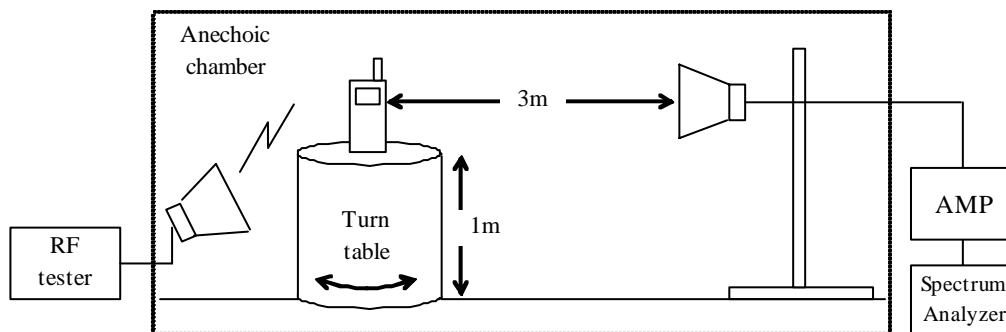 Anechoic
chamber
3m
1m
Turn
table
RF
tester
AMP
Spectrum
Analyzer